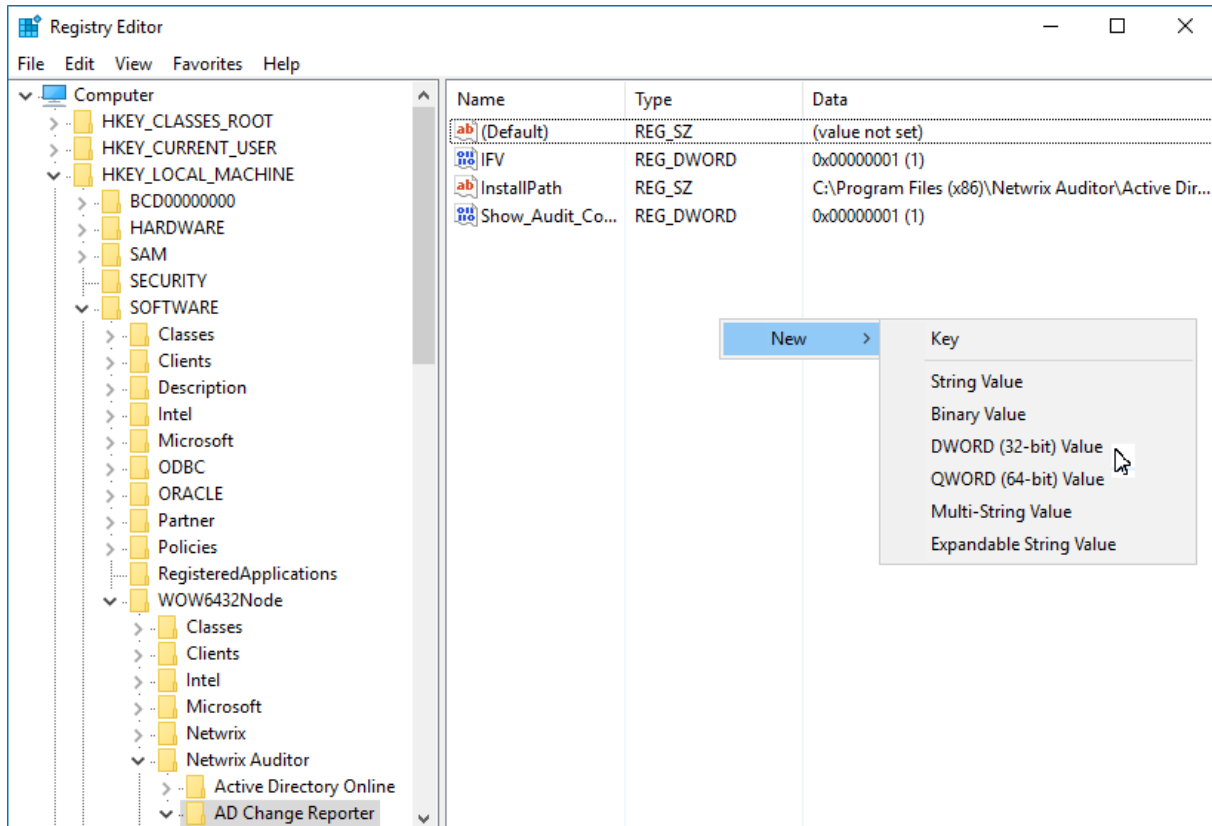 Registry Editor
File Edit View Favorites Help
Computer
HKEY_CLASSES_ROOT
HKEY_CURRENT_USER
HKEY_LOCAL_MACHINE
BCD00000000
HARDWARE
SAM
SECURITY
SOFTWARE
Classes
Clients
Description
Intel
Microsoft
ODBC
ORACLE
Partner
Policies
RegisteredApplications
WOW6432Node
Classes
Clients
Intel
Microsoft
Netwrix
Netwrix Auditor
Active Directory Online
AD Change Reporter
Name Type Data
(Default) REG_SZ (value not set)
IFV REG_DWORD 0x00000001 (1)
InstallPath REG_SZ C:\Program Files (x86)\Netwrix Auditor\Active Dir...
Show_Audit_Co... REG_DWORD 0x00000001 (1)
New
Key
String Value
Binary Value
DWORD (32-bit) Value
QWORD (64-bit) Value
Multi-String Value
Expandable String Value